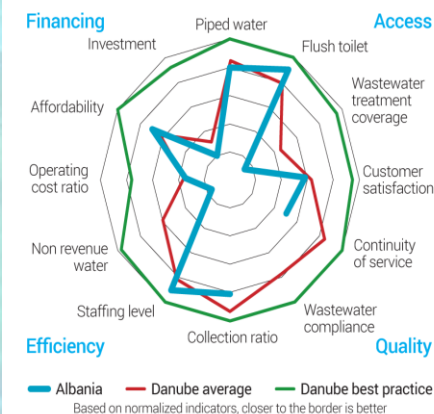 Financing
Access
Piped water
Investment
Flush toilet
Affordability
Wastewater
treatment
coverage
Operating
cost ratio
Customer
satisfaction
Non revenue
water
Continuity
of service
Staffing level
Wastewater
compliance
Collection ratio
Efficiency
Quality
Albania
Danube average
Danube best practice
Based on normalized indicators, closer to the border is better